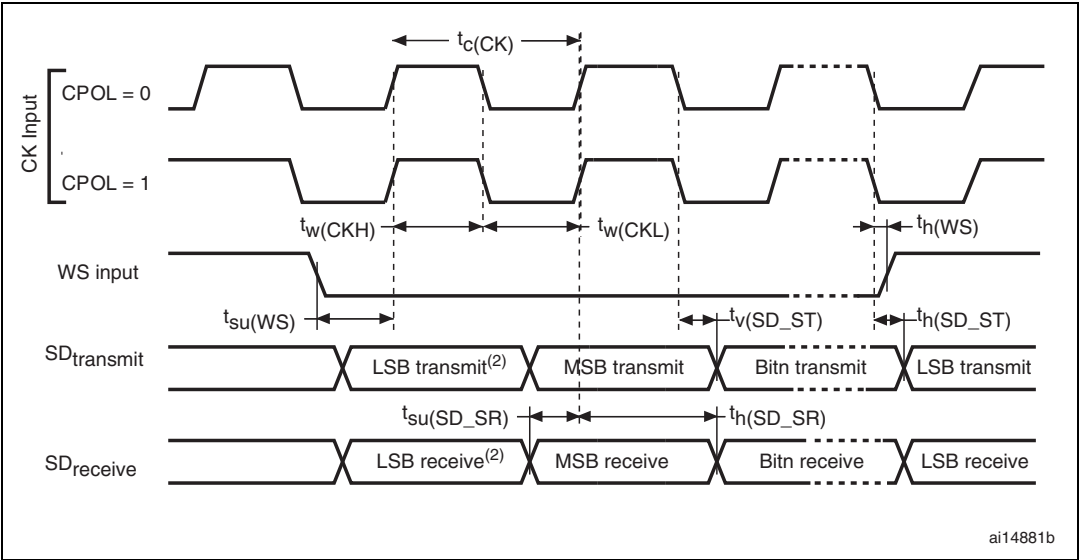 tc(CK)
CK Input
CPOL = 0
CPOL = 1
tw(CKH)
tw(CKL)
th(WS)
WS input
tsu(WS)
tv(SD_ST)
th(SD_ST)
SDtransmit
LSB transmit(2)
MSB transmit
Bitn transmit
LSB transmit
tsu(SD_SR)
th(SD_SR)
SDreceive
LSB receive(2)
MSB receive
Bitn receive
LSB receive
ai14881b